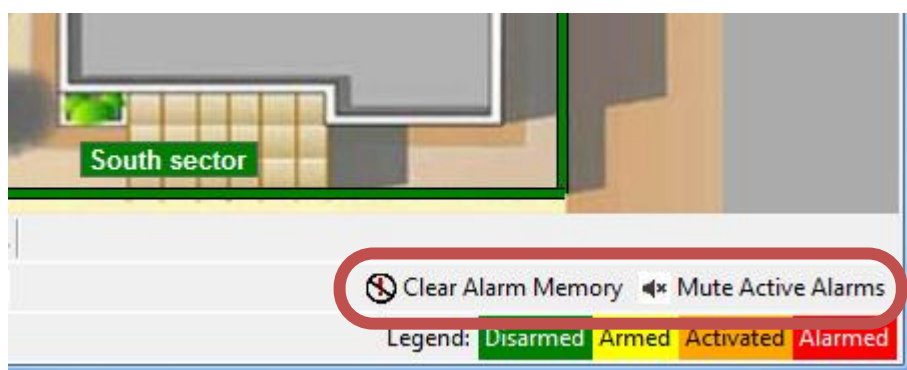 South sector
Clear Alarm Memory Mute Active Alarms
Legend: Disarmed Armed Activated Alarmed